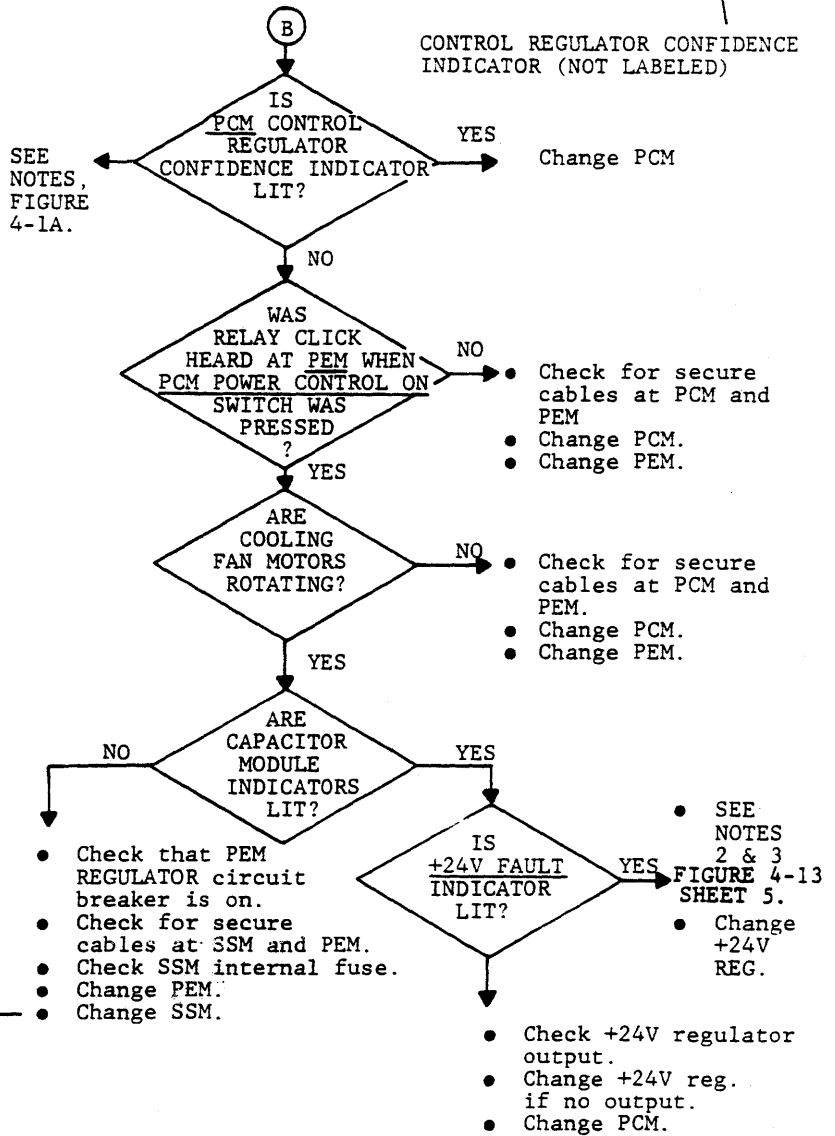 B
CONTROL REGULATOR CONFIDENCE
INDICATOR (NOT LABELED)
IS
PCM CONTROL
REGULATOR
CONFIDENCE INDICATOR
LIT?
SEE
NOTES,
FIGURE
4-1A.
YES
Change PCM
NO
WAS
RELAY CLICK
HEARD AT PEM WHEN
PCM POWER CONTROL ON
SWITCH WAS
PRESSED
?
NO
● Check for secure
cables at PCM and
PEM
● Change PCM.
● Change PEM.
YES
ARE
COOLING
FAN MOTORS
ROTATING?
NO
● Check for secure
cables at PCM and
PEM.
● Change PCM.
● Change PEM.
YES
ARE
CAPACITOR
MODULE
INDICATORS
LIT?
NO
● Check that PEM
REGULATOR circuit
breaker is on.
● Check for secure
cables at SSM and PEM.
● Check SSM internal fuse.
● Change PEM.
● Change SSM.
YES
IS
+24V FAULT
INDICATOR
LIT?
YES
● SEE
NOTES
2 & 3
FIGURE 4-13
SHEET 5.
● Change
+24V
REG.
● Check +24V regulator
output.
● Change +24V reg.
if no output.
● Change PCM.